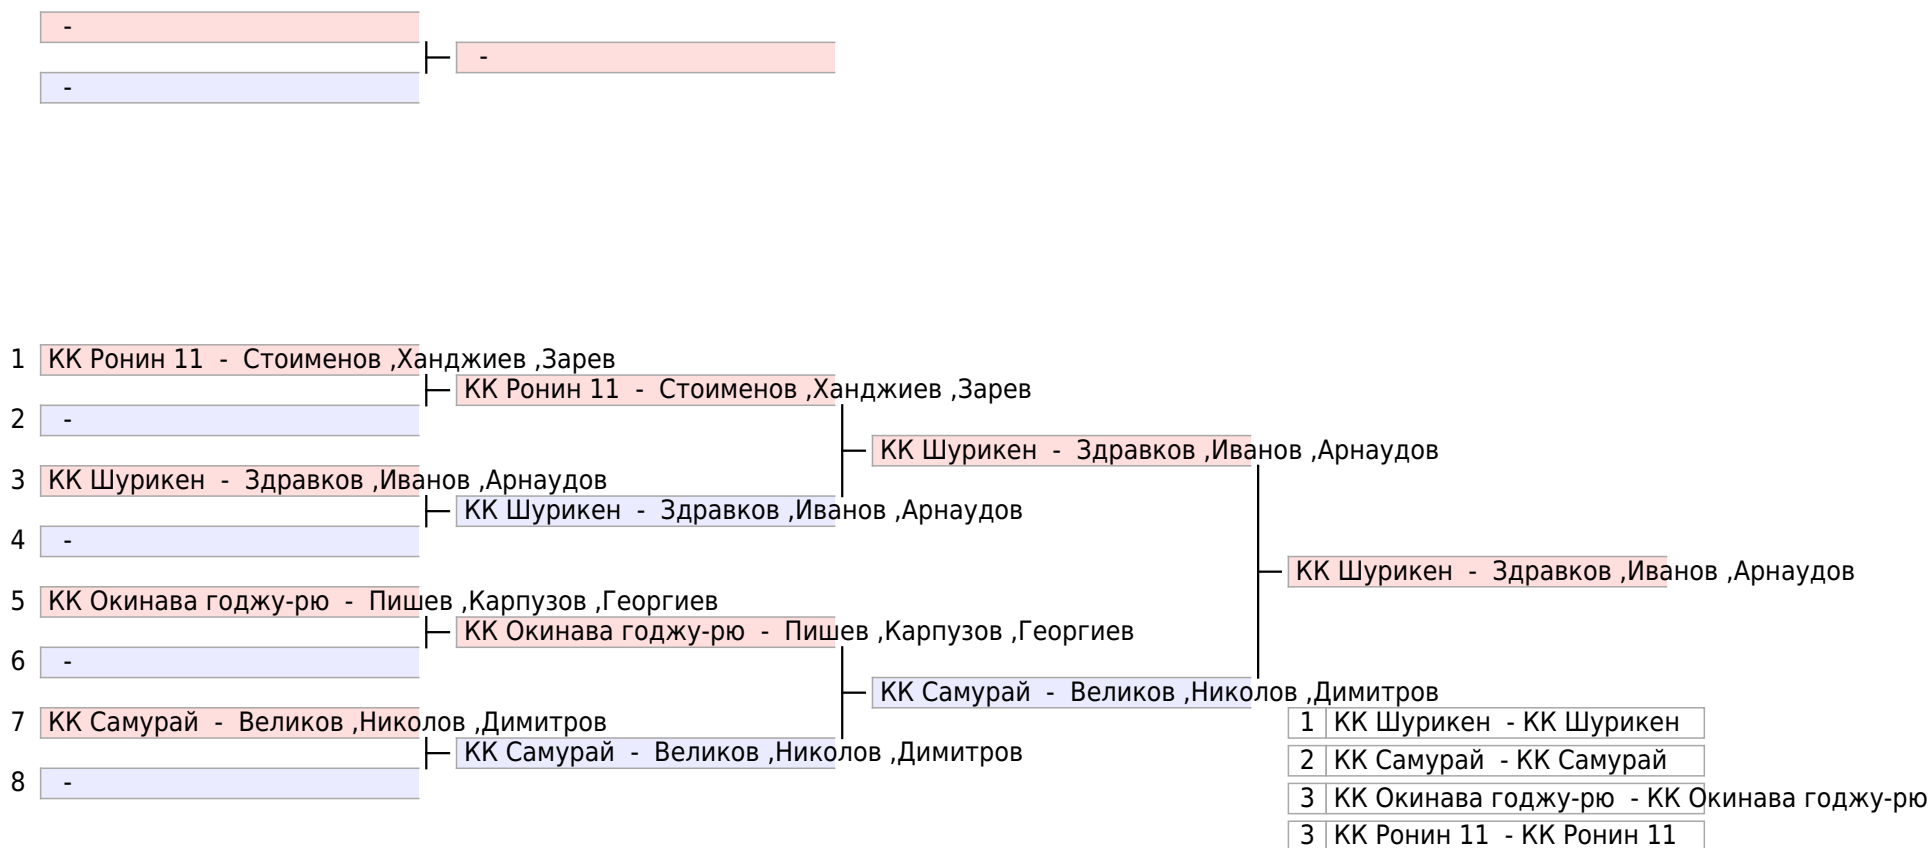 -
-
-
1 КК Ронин 11 - Стоименов ,Ханджиев ,Зарев
КК Ронин 11 - Стоименов ,Ханджиев ,Зарев
2 -
КК Шурикен - Здравков ,Иванов ,Арнаудов
3 КК Шурикен - Здравков ,Иванов ,Арнаудов
КК Шурикен - Здравков ,Иванов ,Арнаудов
4 -
КК Шурикен - Здравков ,Иванов ,Арнаудов
5 КК Окинава годжу-рю - Пишев ,Карпузов ,Георгиев
КК Окинава годжу-рю - Пишев ,Карпузов ,Георгиев
6 -
КК Самурай - Великов ,Николов ,Димитров
7 КК Самурай - Великов ,Николов ,Димитров
КК Самурай - Великов ,Николов ,Димитров
8 -
1 КК Шурикен - КК Шурикен
2 КК Самурай - КК Самурай
3 КК Окинава годжу-рю - КК Окинава годжу-рю
3 КК Ронин 11 - КК Ронин 11